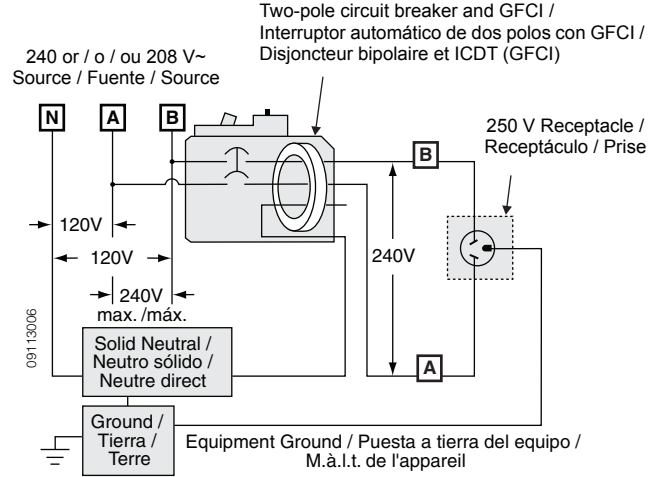 Two-pole circuit breaker and GFCI /
Interruptor automático de dos polos con GFCI /
Disjoncteur bipolaire et ICDT (GFCI)
240 or / o / ou 208 V~
Source / Fuente / Source
N
A
B
250 V Receptacle /
Receptáculo / Prise
B
120V
120V
240V
240V
max. /máx.
09113006
Solid Neutral /
Neutro sólido /
Neutre direct
A
Ground /
Tierra /
Terre
Equipment Ground / Puesta a tierra del equipo /
M.à.l.t. de l'appareil